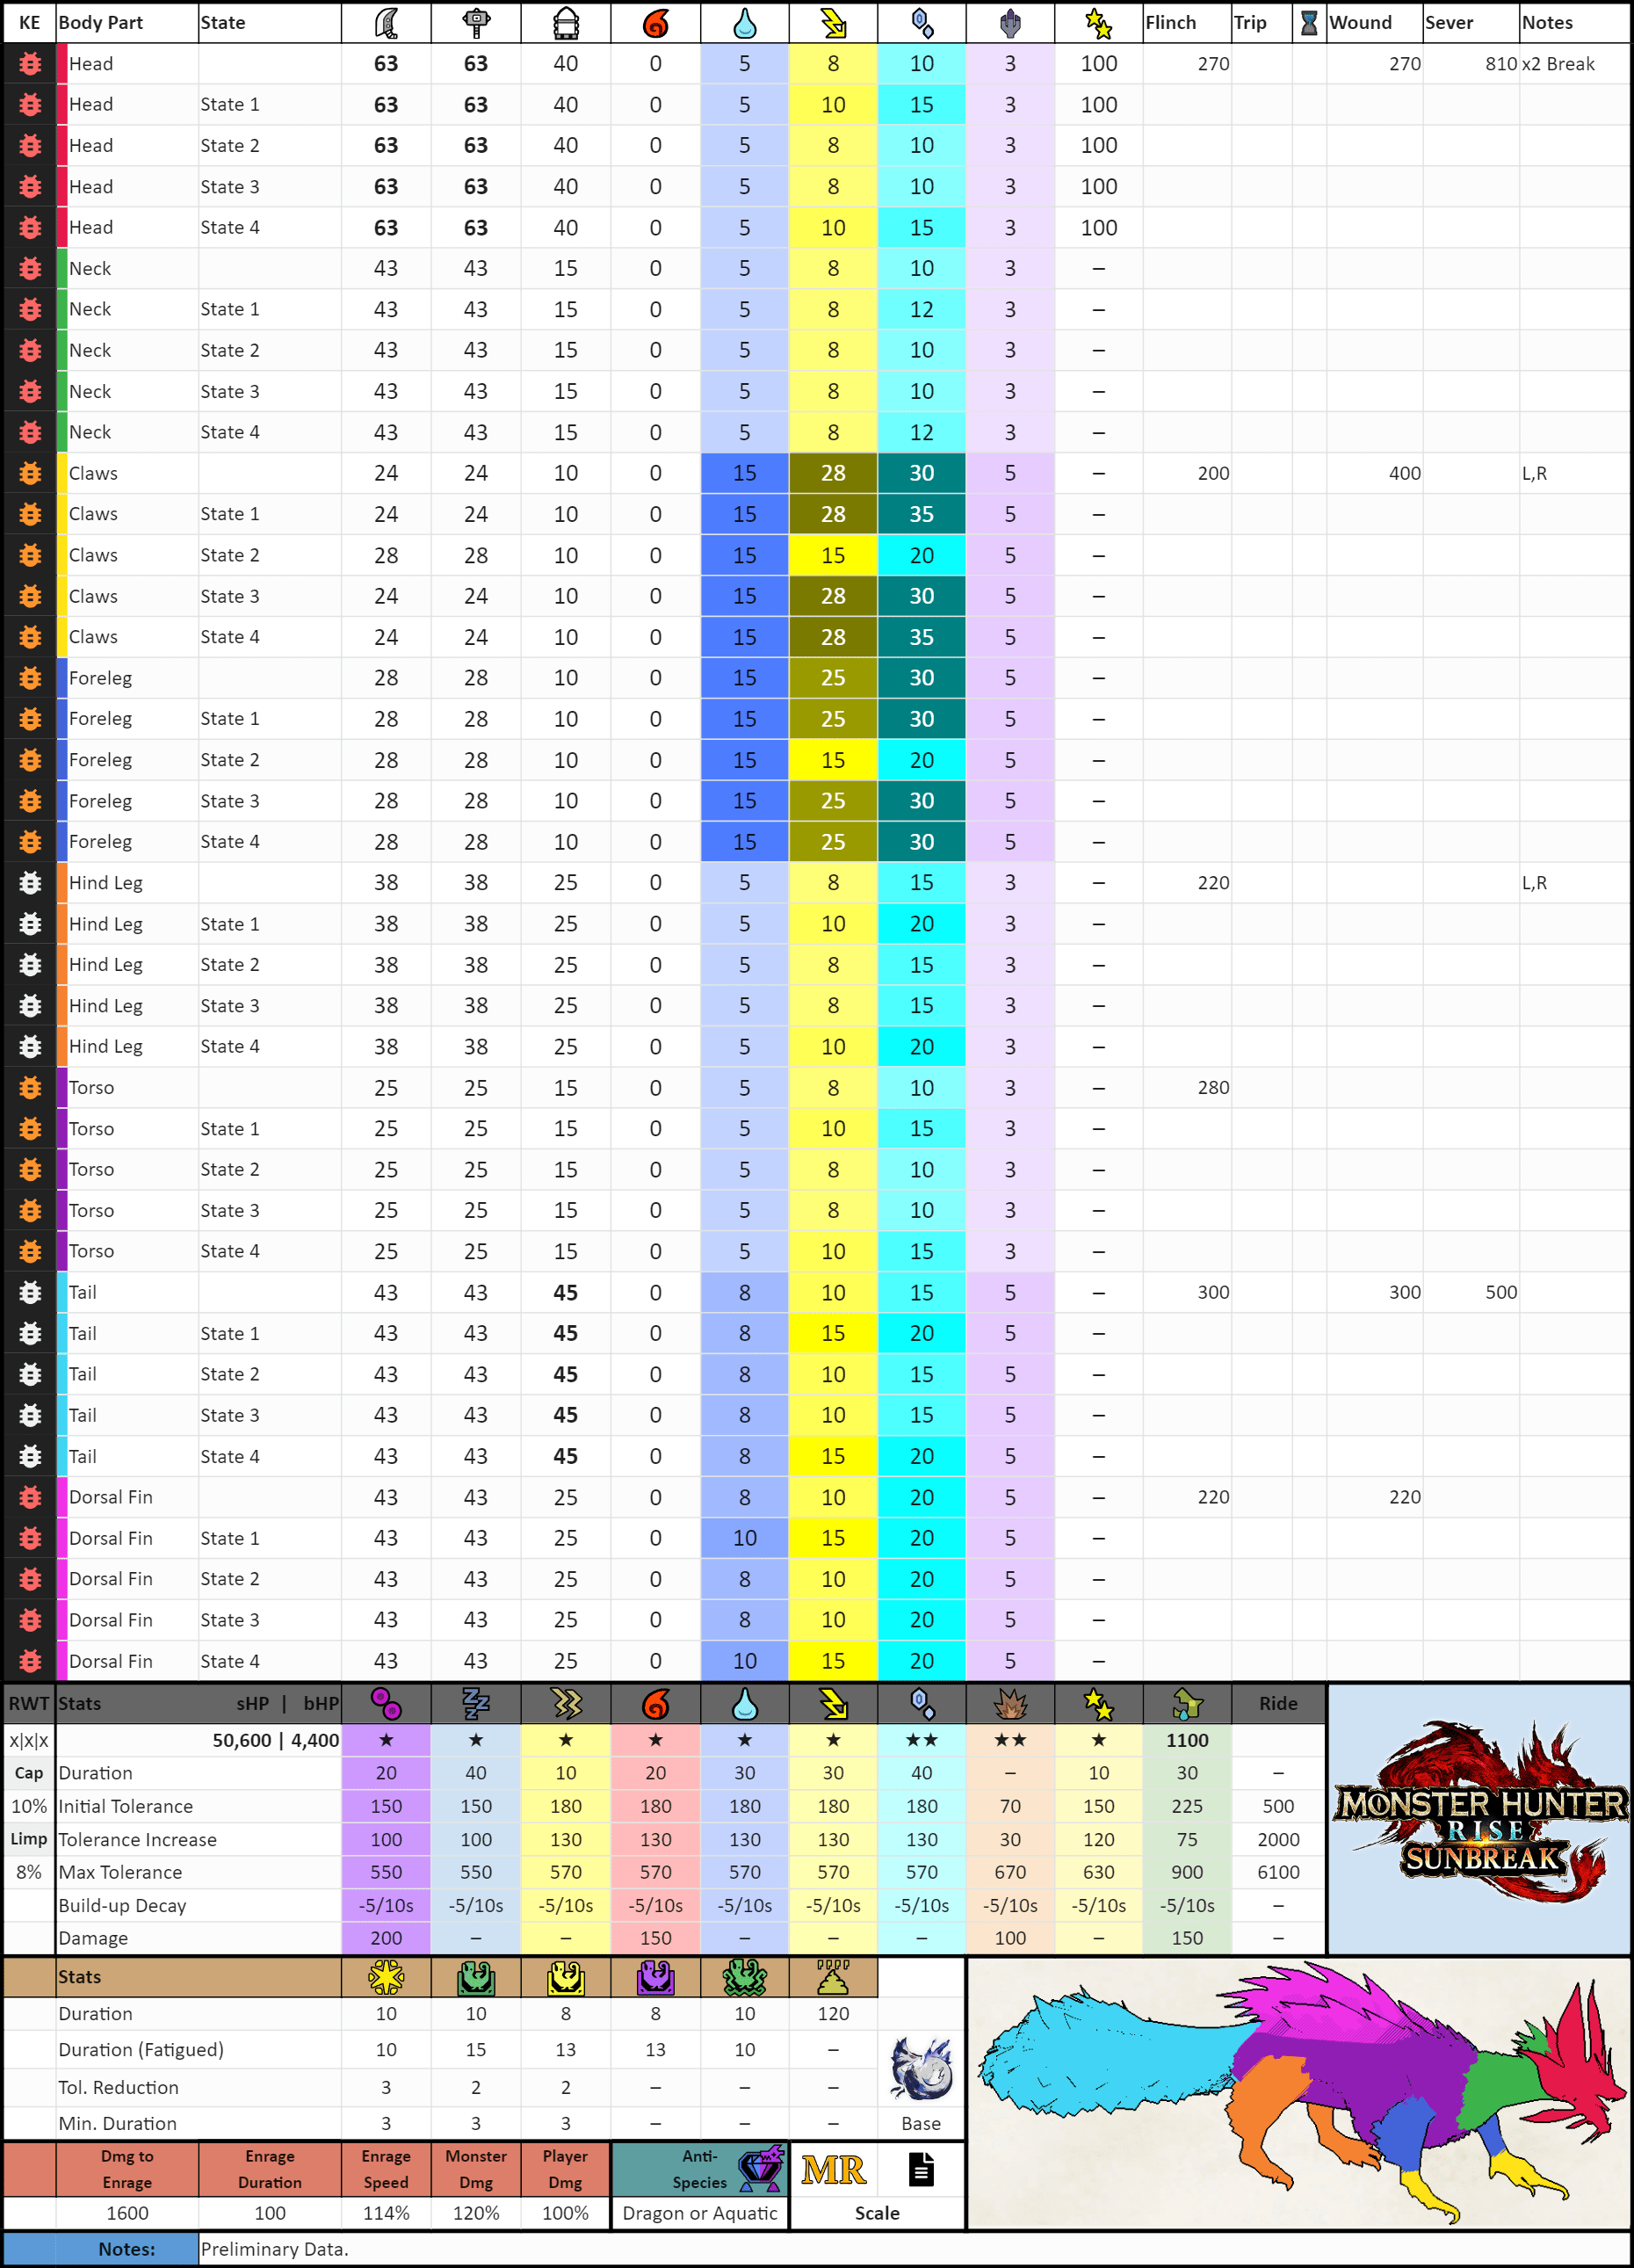 KE Body Part State Flinch Trip Wound Sever Notes
Head 63 63 40 0 5 8 10 3 100 270 270 810 x2 Break
Head State 1 63 63 40 0 5 10 15 3 100
Head State 2 63 63 40 0 5 8 10 3 100
Head State 3 63 63 40 0 5 8 10 3 100
Head State 4 63 63 40 0 5 10 15 3 100
Neck 43 43 15 0 5 8 10 3 –
Neck State 1 43 43 15 0 5 8 12 3 –
Neck State 2 43 43 15 0 5 8 10 3 –
Neck State 3 43 43 15 0 5 8 10 3 –
Neck State 4 43 43 15 0 5 8 12 3 –
Claws 24 24 10 0 15 28 30 5 – 200 400 L,R
Claws State 1 24 24 10 0 15 28 35 5 –
Claws State 2 28 28 10 0 15 15 20 5 –
Claws State 3 24 24 10 0 15 28 30 5 –
Claws State 4 24 24 10 0 15 28 35 5 –
Foreleg 28 28 10 0 15 25 30 5 –
Foreleg State 1 28 28 10 0 15 25 30 5 –
Foreleg State 2 28 28 10 0 15 15 20 5 –
Foreleg State 3 28 28 10 0 15 25 30 5 –
Foreleg State 4 28 28 10 0 15 25 30 5 –
Hind Leg 38 38 25 0 5 8 15 3 – 220 L,R
Hind Leg State 1 38 38 25 0 5 10 20 3 –
Hind Leg State 2 38 38 25 0 5 8 15 3 –
Hind Leg State 3 38 38 25 0 5 8 15 3 –
Hind Leg State 4 38 38 25 0 5 10 20 3 –
Torso 25 25 15 0 5 8 10 3 – 280
Torso State 1 25 25 15 0 5 10 15 3 –
Torso State 2 25 25 15 0 5 8 10 3 –
Torso State 3 25 25 15 0 5 8 10 3 –
Torso State 4 25 25 15 0 5 10 15 3 –
Tail 43 43 45 0 8 10 15 5 – 300 300 500
Tail State 1 43 43 45 0 8 15 20 5 –
Tail State 2 43 43 45 0 8 10 15 5 –
Tail State 3 43 43 45 0 8 10 15 5 –
Tail State 4 43 43 45 0 8 15 20 5 –
Dorsal Fin 43 43 25 0 8 10 20 5 – 220 220
Dorsal Fin State 1 43 43 25 0 10 15 20 5 –
Dorsal Fin State 2 43 43 25 0 8 10 20 5 –
Dorsal Fin State 3 43 43 25 0 8 10 20 5 –
Dorsal Fin State 4 43 43 25 0 10 15 20 5 –
RWT Stats sHP | bHP Ride
x|x|x 50,600 | 4,400 ★ ★ ★ ★ ★ ★ ★★ ★★ ★ 1100
Cap Duration 20 40 10 20 30 30 40 – 10 30 –
10% Initial Tolerance 150 150 180 180 180 180 180 70 150 225 500
Limp Tolerance Increase 100 100 130 130 130 130 130 30 120 75 2000
8% Max Tolerance 550 550 570 570 570 570 570 670 630 900 6100
Build-up Decay -5/10s -5/10s -5/10s -5/10s -5/10s -5/10s -5/10s -5/10s -5/10s -5/10s –
Damage 200 – – 150 – – – 100 – 150 –
MONSTER HUNTER
RISE
SUNBREAK
Stats
Duration 10 10 8 8 10 120
Duration (Fatigued) 10 15 13 13 10 –
Tol. Reduction 3 2 2 – – –
Min. Duration 3 3 3 – – – Base
Dmg to Enrage Enrage Duration Enrage Speed Monster Dmg Player Dmg Anti-Species MR
1600 100 114% 120% 100% Dragon or Aquatic Scale
Notes: Preliminary Data.